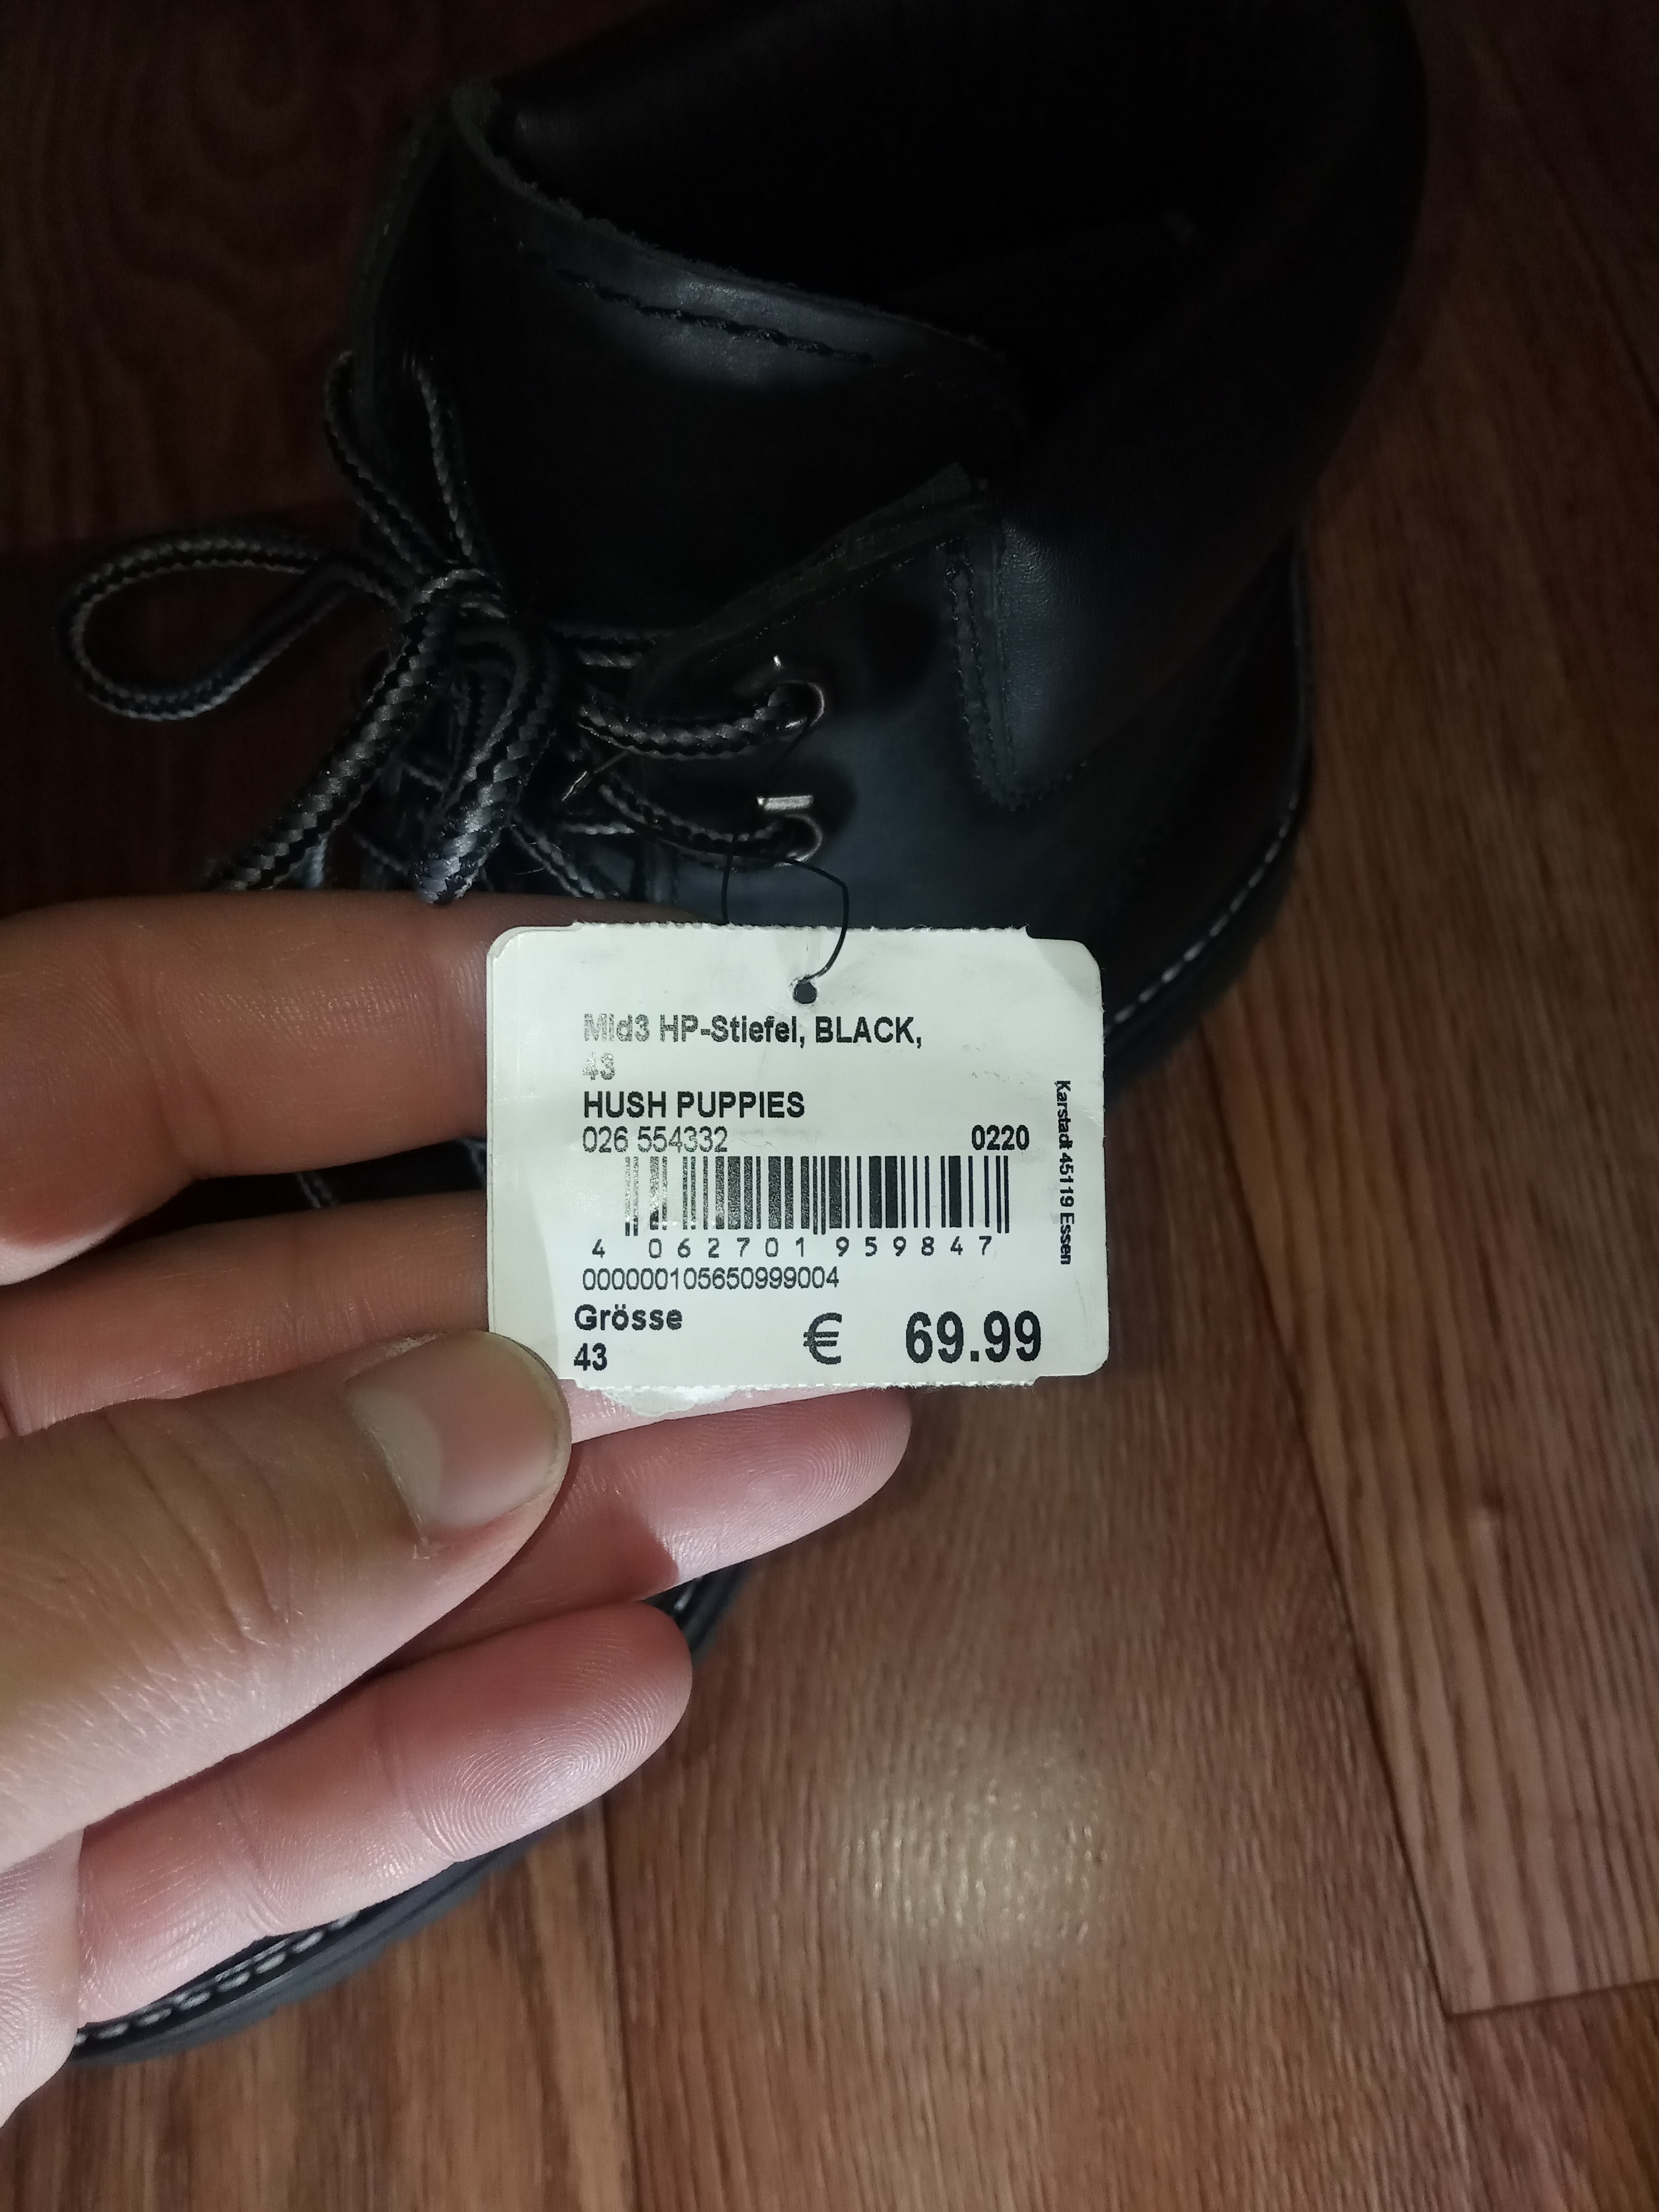 Mid3 HP-Stiefel, BLACK,
43
HUSH PUPPIES
026 554332 0220
4 062701 959847
000000105650999004
Grösse
43
€ 69.99
Karstadt 45119 Essen